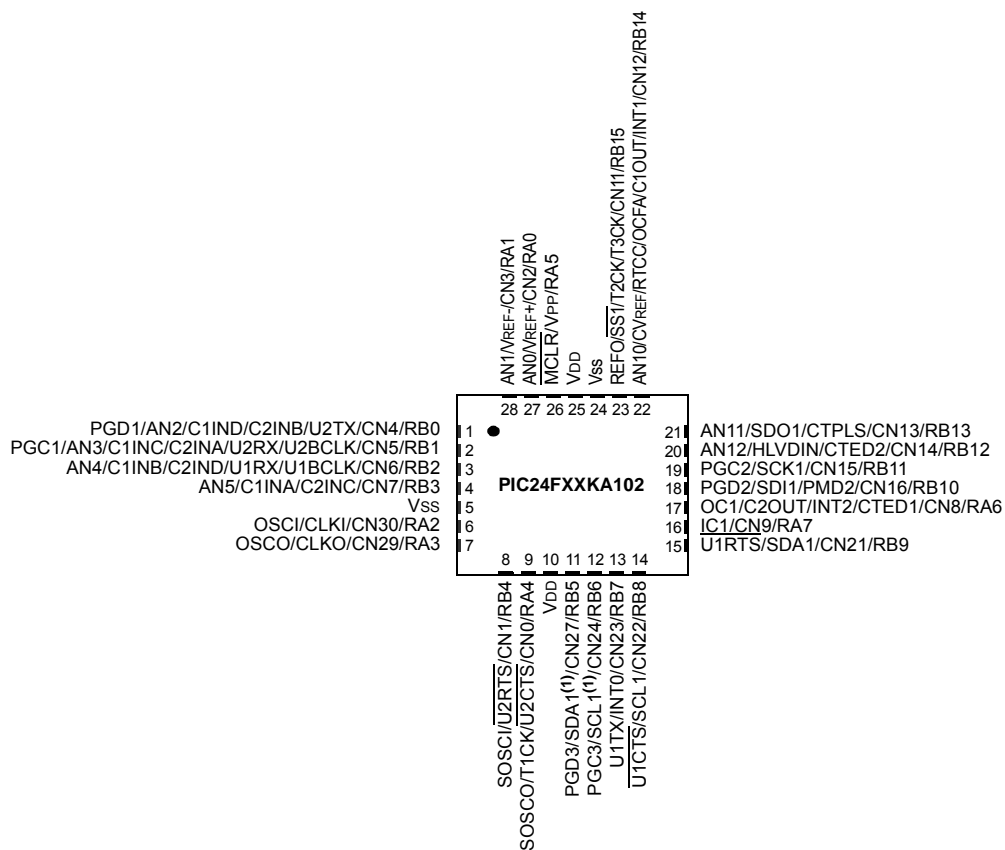 AN1/VREF-/CN3/RA1
AN0/VREF+/CN2/RA0
MCLR/VPP/RA5
VDD
Vss
REFO/SS1/T2CK/T3CK/CN11/RB15
AN10/CVREF/RTCC/OCFA/C1OUT/INT1/CN12/RB14
28 27 26 25 24 23 22
PGD1/AN2/C1IND/C2INB/U2TX/CN4/RB0 1
PGC1/AN3/C1INC/C2INA/U2RX/U2BCLK/CN5/RB1 2
AN4/C1INB/C2IND/U1RX/U1BCLK/CN6/RB2 3
AN5/C1INA/C2INC/CN7/RB3 4
VSS 5
OSCI/CLKI/CN30/RA2 6
OSCO/CLKO/CN29/RA3 7
PIC24FXXKA102
21 AN11/SDO1/CTPLS/CN13/RB13
20 AN12/HLVDIN/CTED2/CN14/RB12
19 PGC2/SCK1/CN15/RB11
18 PGD2/SDI1/PMD2/CN16/RB10
17 OC1/C2OUT/INT2/CTED1/CN8/RA6
16 IC1/CN9/RA7
15 U1RTS/SDA1/CN21/RB9
8 9 10 11 12 13 14
SOSCI/U2RTS/CN1/RB4
SOSCO/T1CK/U2CTS/CN0/RA4
VDD
PGD3/SDA1(1)/CN27/RB5
PGC3/SCL1(1)/CN24/RB6
U1TX/INT0/CN23/RB7
U1CTS/SCL1/CN22/RB8